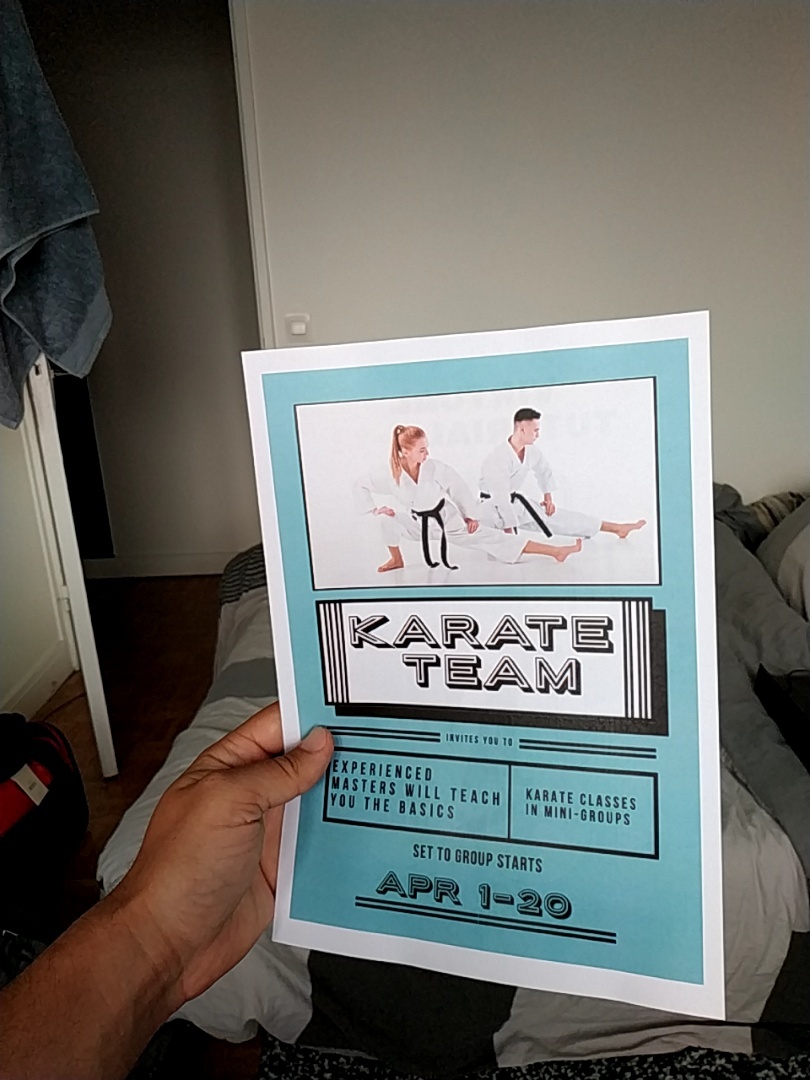 KARATE
TEAM
INVITES YOU TO
EXPERIENCED
MASTERS WILL TEACH
YOU THE BASICS
KARATE CLASSES
IN MINI-GROUPS
SET TO GROUP STARTS
APR 1-20